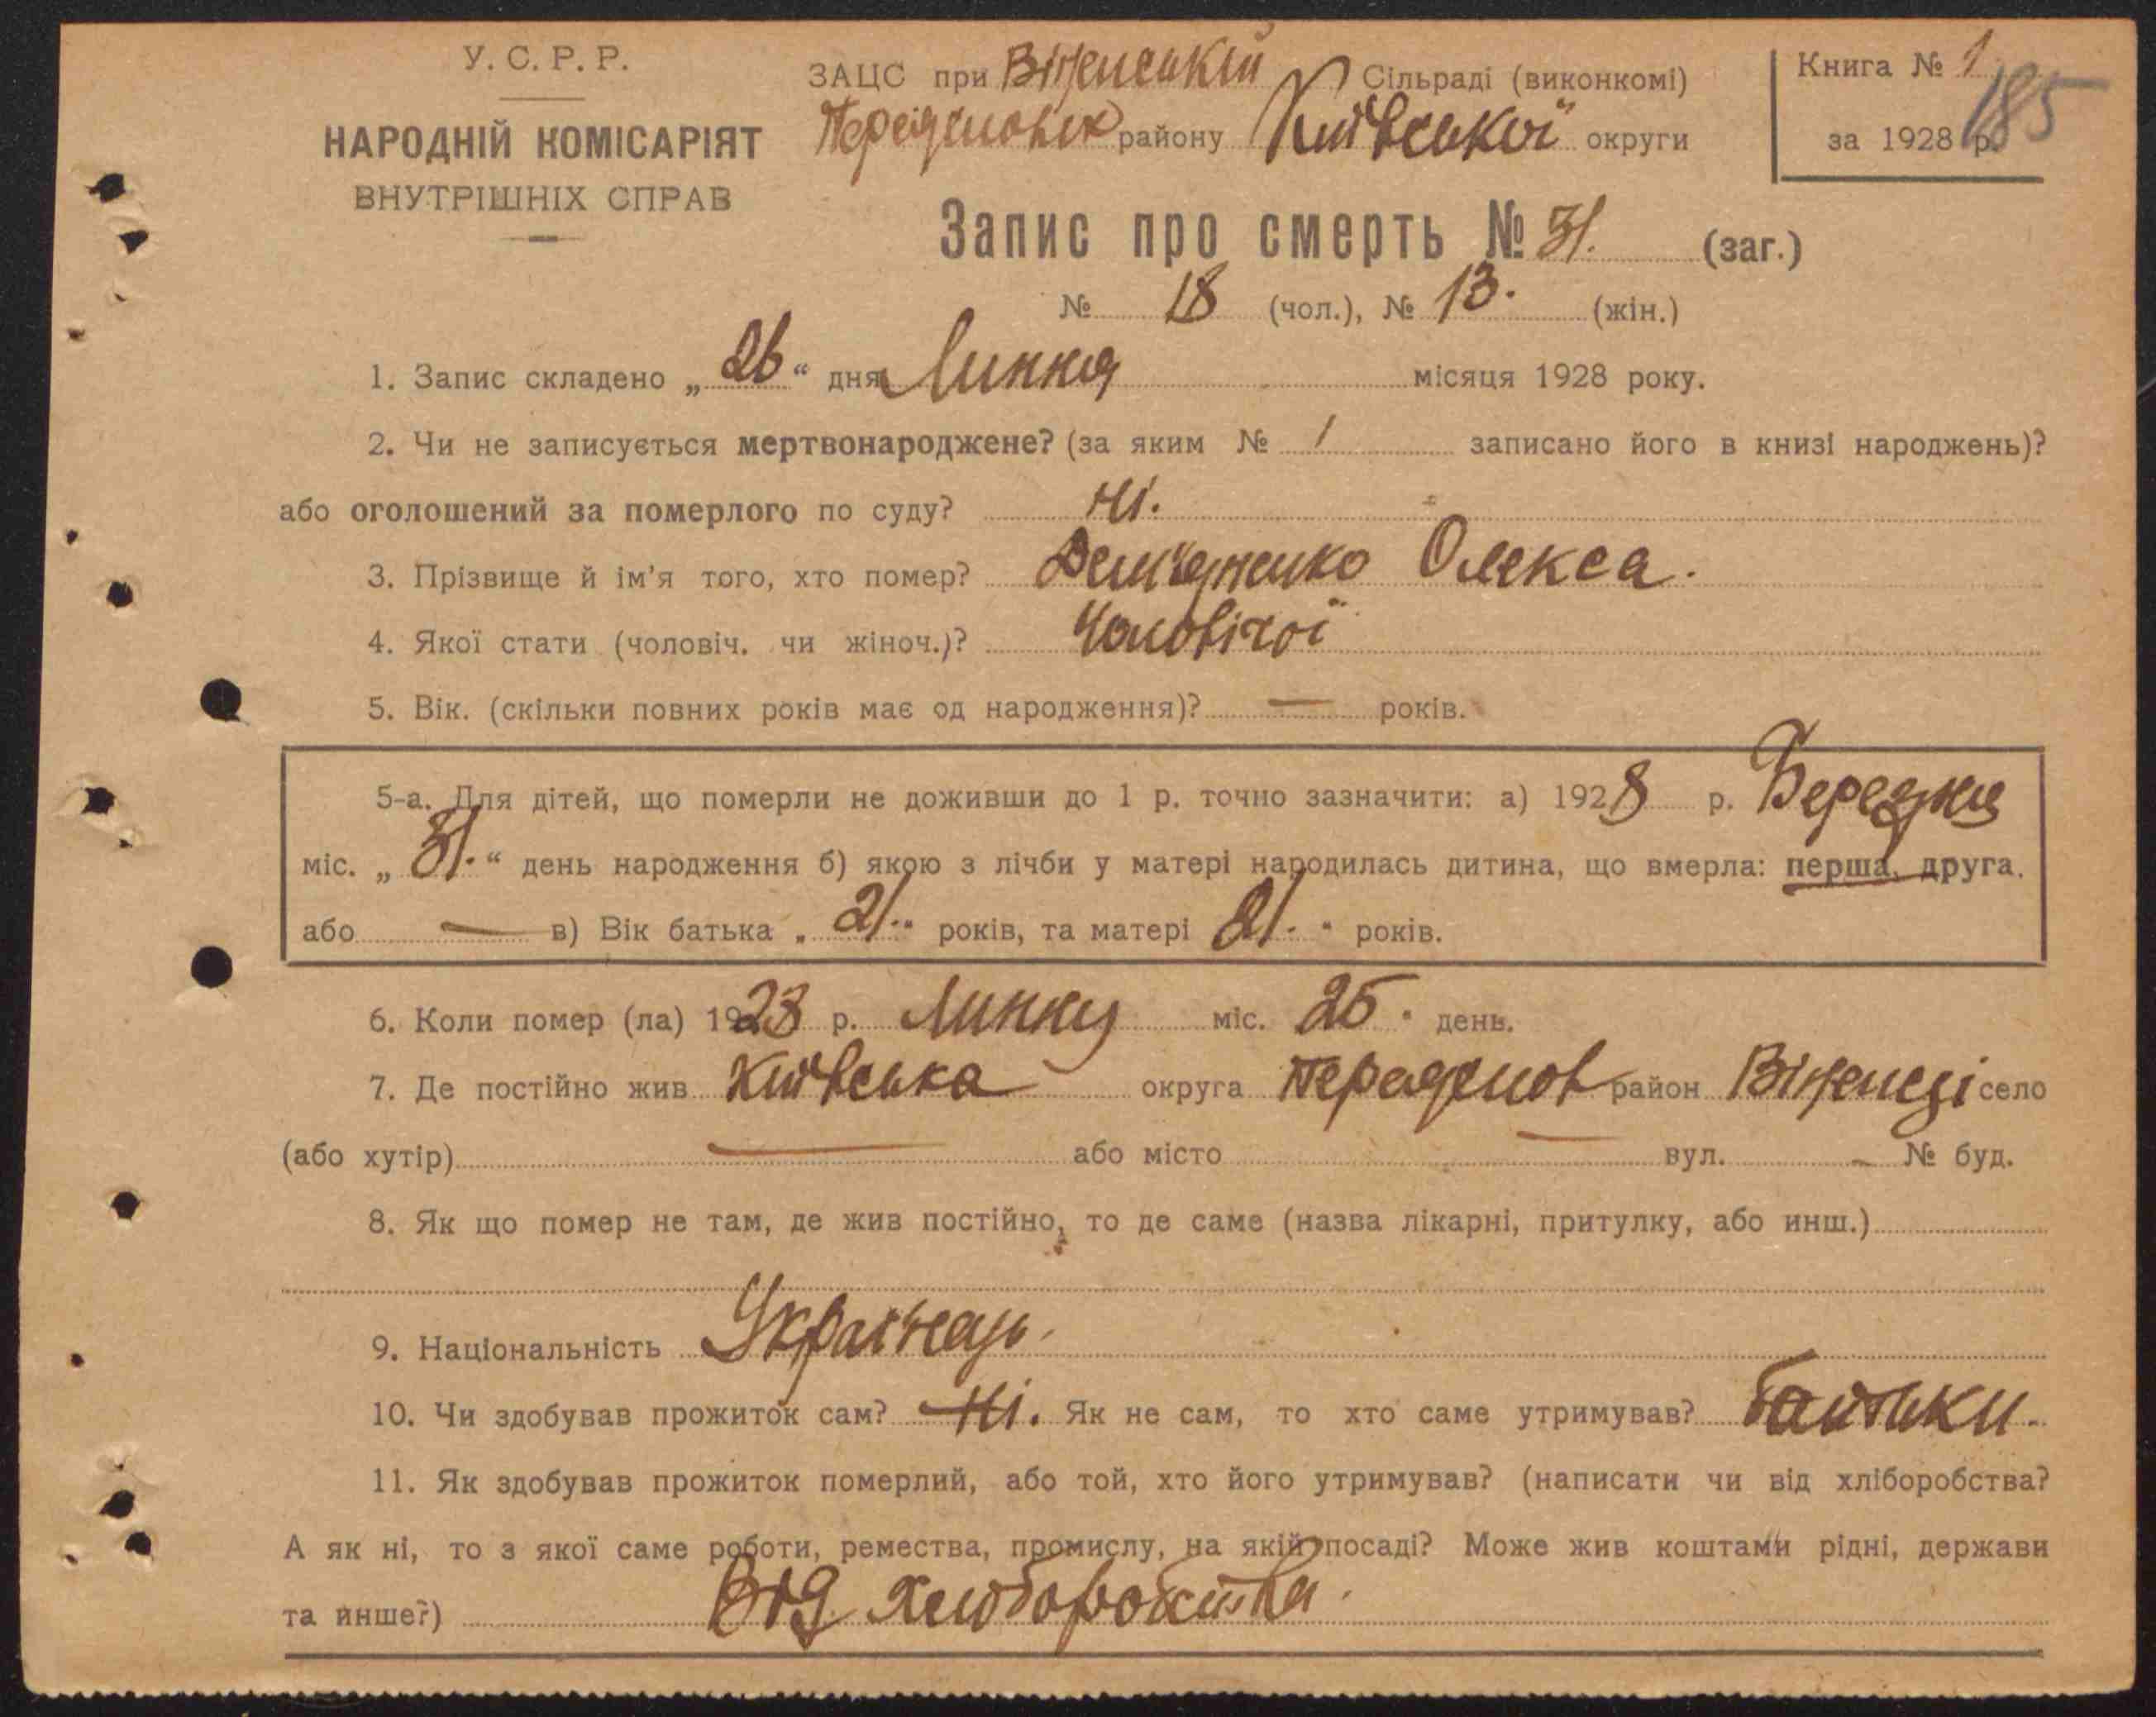 У. С. Р. Р.
НАРОДНІЙ КОМІСАРІЯТ
ВНУТРІШНІХ СПРАВ
ЗАЦС при Віненській Сільраді (виконкомі)
району Київської округи
Книга № 1
185
за 1928 р.
Запис про смерть № 31. (заг.)
№ 18 (чол.), № 13. (жін.)
1. Запис складено „26“ дня Липня місяця 1928 року.
2. Чи не записується мертвонароджене? (за яким № / записано його в книзі народжень)?
або оголошений за померлого по суду? Ні.
3. Прізвище й ім'я того, хто помер? Олекса.
4. Якої стати (чоловіч. чи жіноч.)? Чоловічої
5. Вік. (скільки повних років має од народження)? — років.
5-а. Для дітей, що померли не доживши до 1 р. точно зазначити: а) 1928 р. Березня
міс. „31.“ день народження б) якою з лічби у матері народилась дитина, що вмерла: перша, друга.
або — в) Вік батька „21.“ років, та матері 21. " років.
6. Коли помер (ла) 1928 р. Липня міс. 25. день.
7. Де постійно жив Київська округа район село
(або хутір) — або місто — вул. — № буд.
8. Як що помер не там, де жив постійно, то де саме (назва лікарні, притулку, або инш.)
9. Національність Українець.
10. Чи здобував прожиток сам? Ні. Як не сам, то хто саме утримував? Батьки.
11. Як здобував прожиток померлий, або той, хто його утримував? (написати чи від хліборобства?
А як ні, то з якої саме роботи, ремества, промислу, на якій посаді? Може жив коштами рідні, держави
та инше?) Від хліборобства.